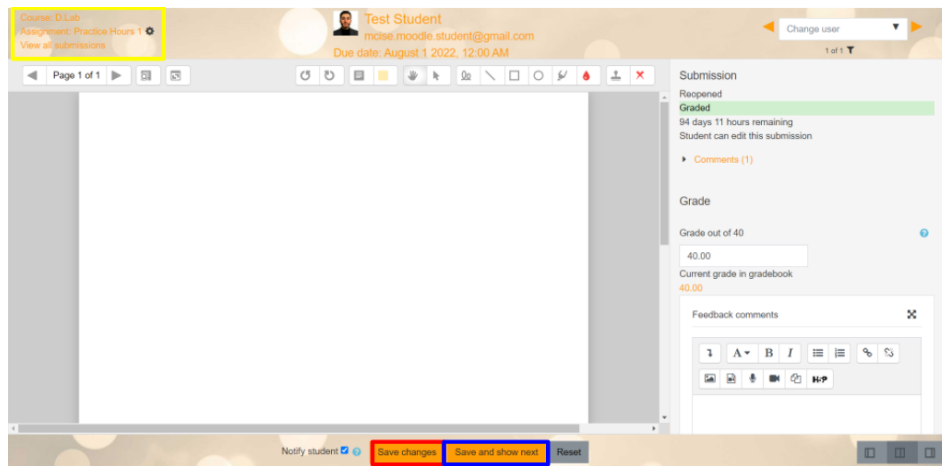 Course: D.Lab
Assignment: Practice Hours 1
View all submissions
Test Student
mcise.moodle.student@gmail.com
Due date: August 1 2022, 12:00 AM
Change user
1 of 1
Page 1 of 1
Submission
Reopened
Graded
94 days 11 hours remaining
Student can edit this submission
Comments (1)
Grade
Grade out of 40
40.00
Current grade in gradebook
40.00
Feedback comments
A B I
H5P
Notify student
Save changes
Save and show next
Reset